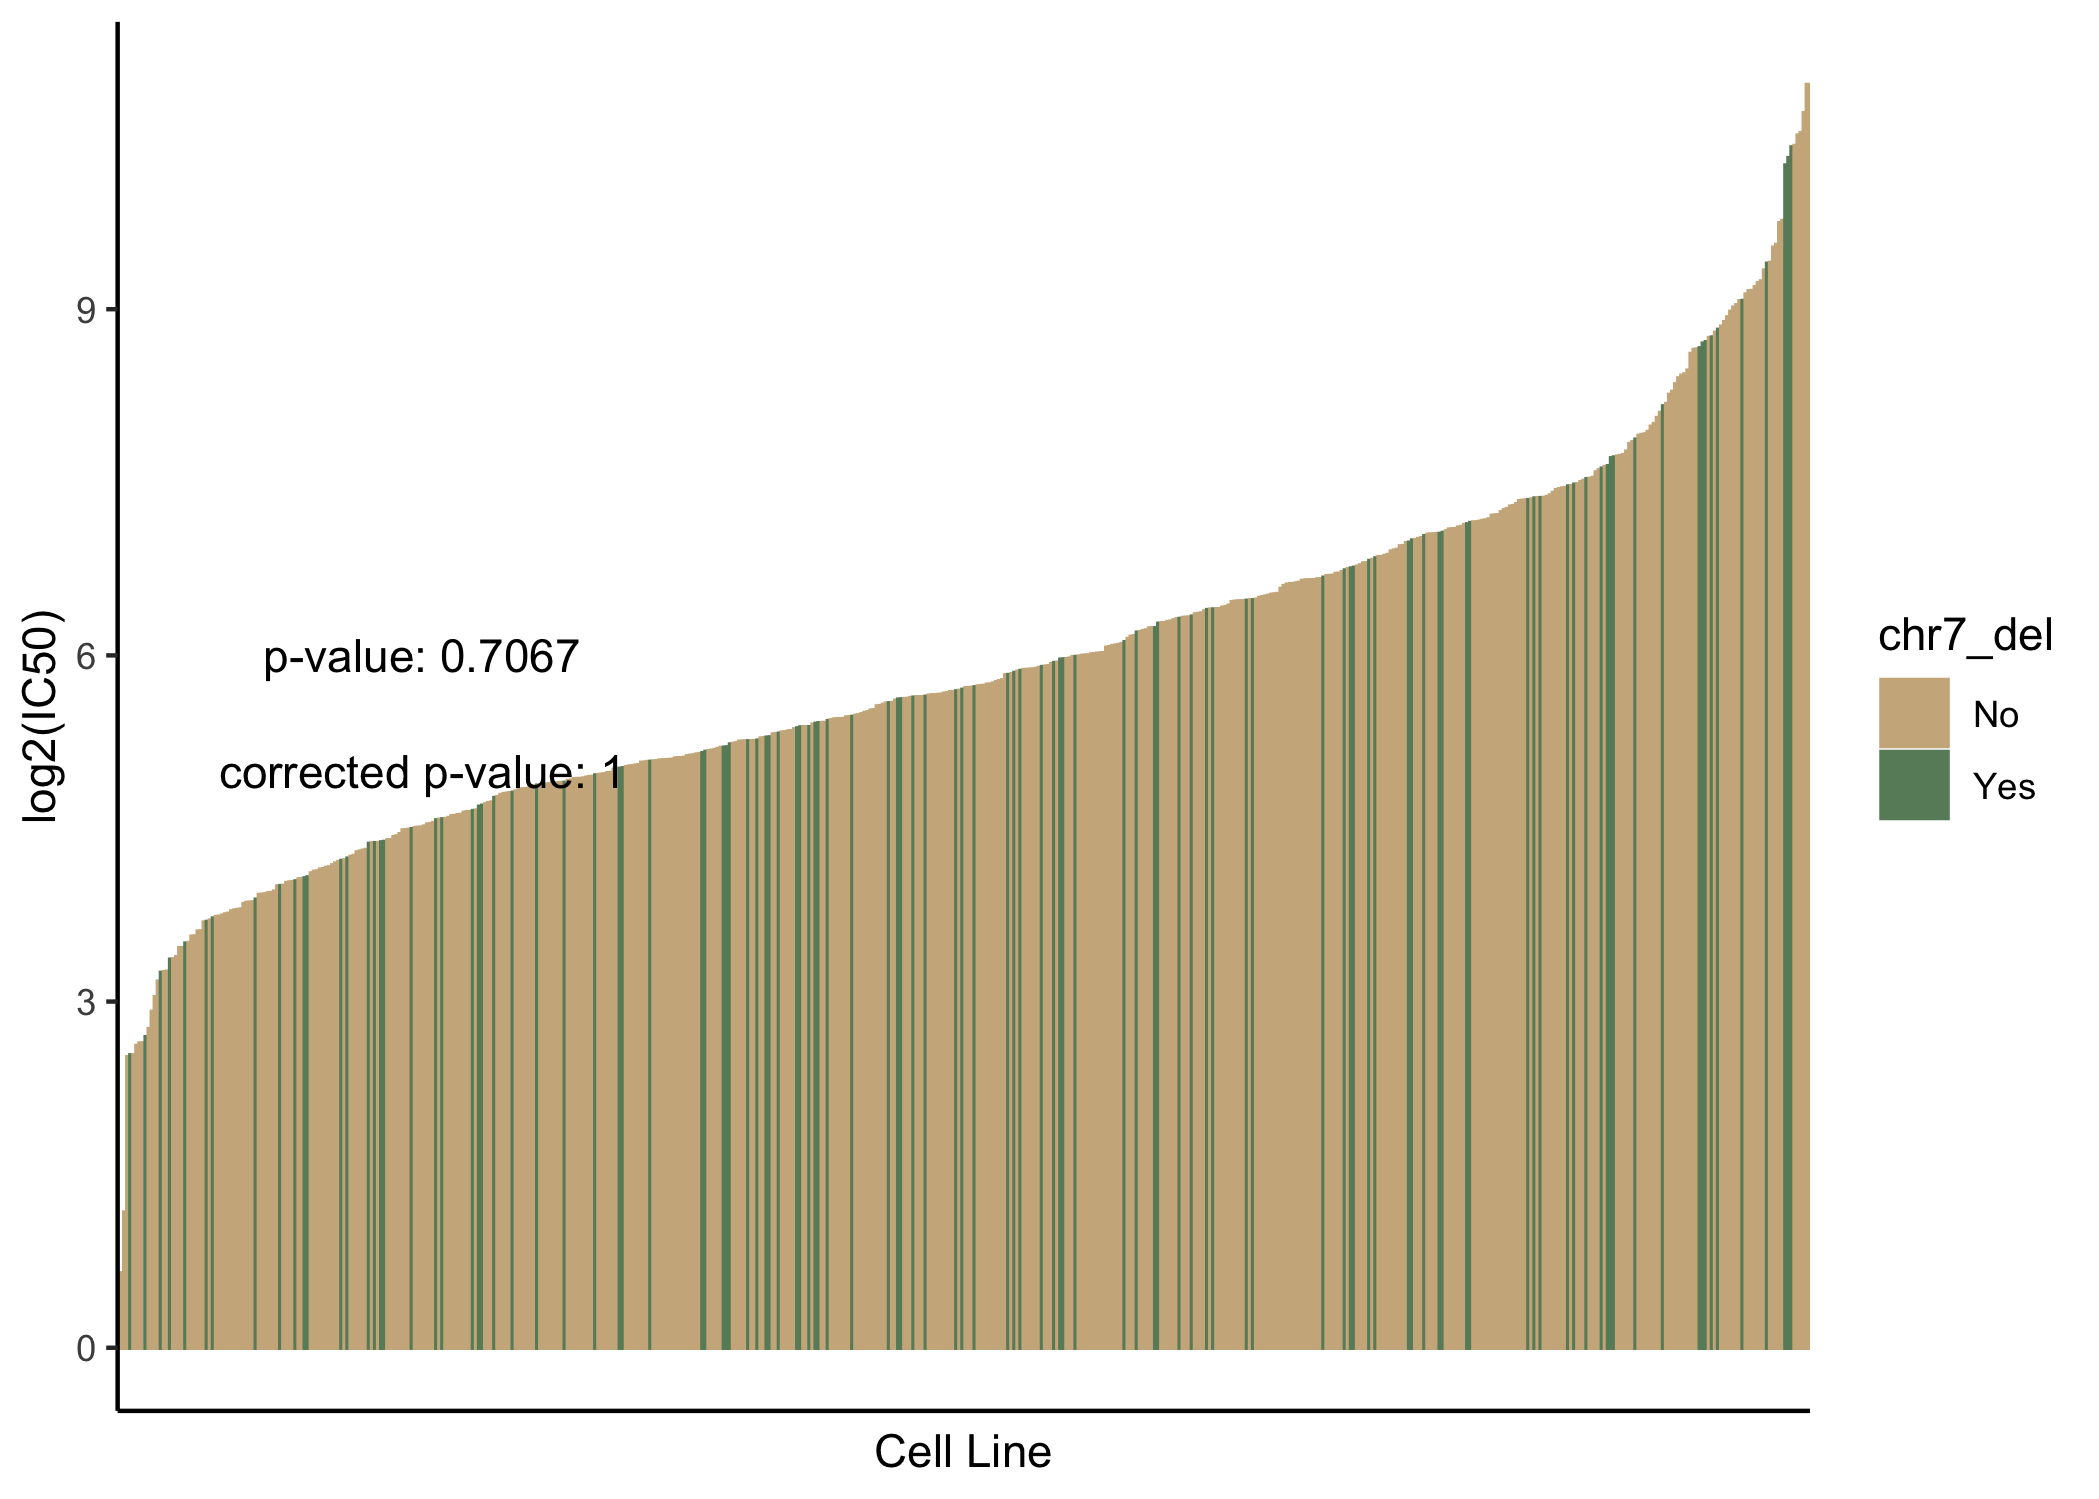 9
6
3
0
log2(IC50)
p-value: 0.7067
corrected p-value: 1
Cell Line
chr7_del
No
Yes